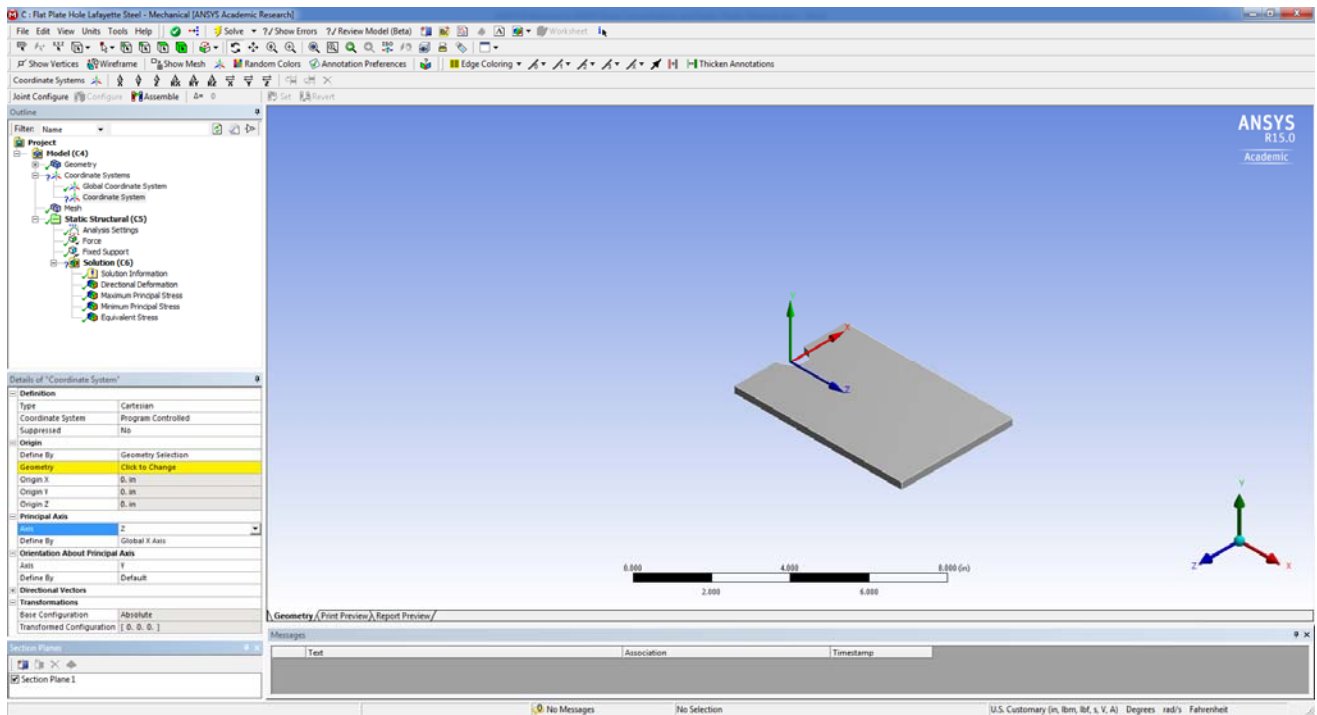 C : Flat Plate Hole Lafayette Steel - Mechanical [ANSYS Academic Research]
File Edit View Units Tools Help Solve ?/ Show Errors ?/ Review Model (Beta) A Worksheet
Show Vertices Wireframe Show Mesh Random Colors Annotation Preferences Edge Coloring Thicken Annotations
Coordinate Systems
Joint Configure Configure Assemble Δ= 0 Set Revert
Outline
Filter: Name
Project
Model (C4)
Geometry
Coordinate Systems
Global Coordinate System
Coordinate System
Mesh
Static Structural (C5)
Analysis Settings
Force
Fixed Support
Solution (C6)
Solution Information
Directional Deformation
Maximum Principal Stress
Minimum Principal Stress
Equivalent Stress
Details of "Coordinate System"
Definition
Type Cartesian
Coordinate System Program Controlled
Suppressed No
Origin
Define By Geometry Selection
Geometry Click to Change
Origin X 0. in
Origin Y 0. in
Origin Z 0. in
Principal Axis
Axis Z
Define By Global X Axis
Orientation About Principal Axis
Axis Y
Define By Default
Directional Vectors
Transformations
Base Configuration Absolute
Transformed Configuration [ 0. 0. 0. ]
Section Planes
Section Plane 1
ANSYS
R15.0
Academic
Y
X
Z
Y
Z X
0.000 4.000 8.000 (in)
2.000 6.000
Geometry Print Preview Report Preview
Messages
Text Association Timestamp
No Messages No Selection U.S. Customary (in, lbm, lbf, s, V, A) Degrees rad/s Fahrenheit